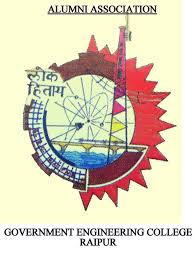 ALUMNI ASSOCIATION
लोक
हिताय
GOVERNMENT ENGINEERING COLLEGE
RAIPUR